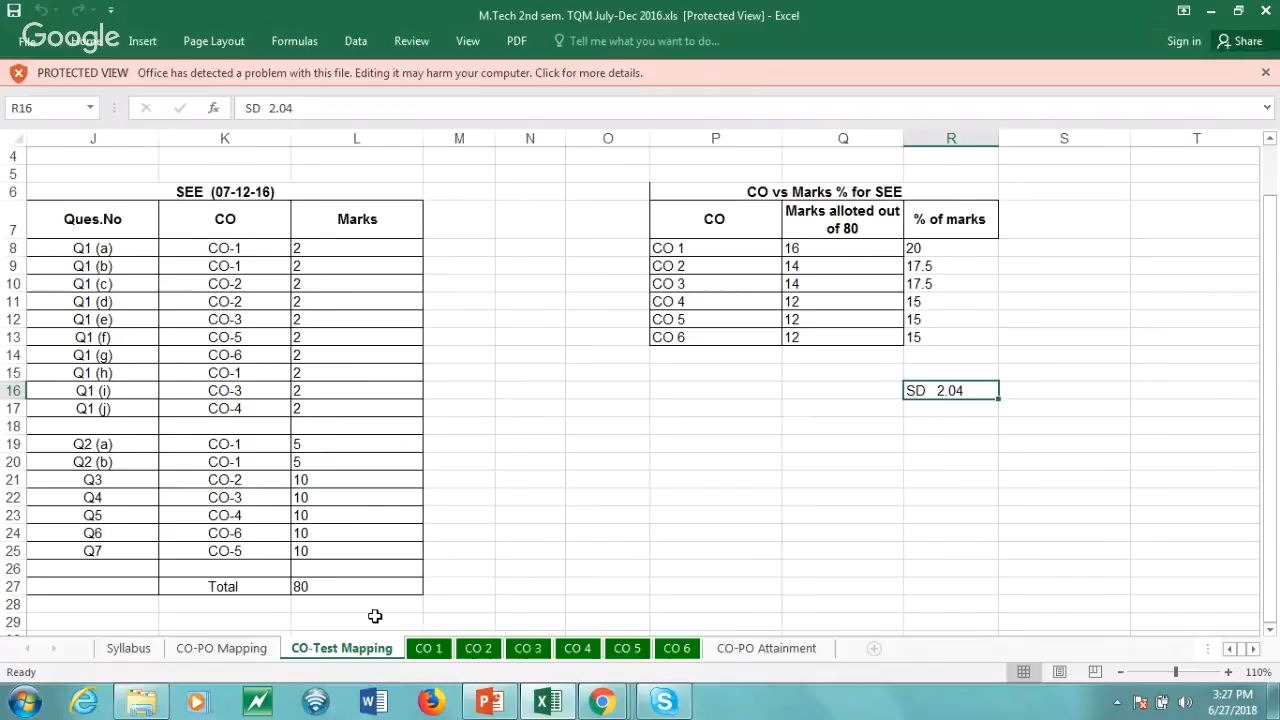 M.Tech 2nd sem. TQM July-Dec 2016.xls [Protected View] - Excel
Google
Insert Page Layout Formulas Data Review View PDF Tell me what you want to do... Sign in Share
PROTECTED VIEW Office has detected a problem with this file. Editing it may harm your computer. Click for more details.
R16 fx SD 2.04
J K L M N O P Q R S T
4
5
6 SEE (07-12-16) CO vs Marks % for SEE
7 Ques.No CO Marks CO Marks alloted out of 80 % of marks
8 Q1 (a) CO-1 2 CO 1 16 20
9 Q1 (b) CO-1 2 CO 2 14 17.5
10 Q1 (c) CO-2 2 CO 3 14 17.5
11 Q1 (d) CO-2 2 CO 4 12 15
12 Q1 (e) CO-3 2 CO 5 12 15
13 Q1 (f) CO-5 2 CO 6 12 15
14 Q1 (g) CO-6 2
15 Q1 (h) CO-1 2
16 Q1 (i) CO-3 2 SD 2.04
17 Q1 (j) CO-4 2
18
19 Q2 (a) CO-1 5
20 Q2 (b) CO-1 5
21 Q3 CO-2 10
22 Q4 CO-3 10
23 Q5 CO-4 10
24 Q6 CO-6 10
25 Q7 CO-5 10
26
27 Total 80
28
29
Syllabus CO-PO Mapping CO-Test Mapping CO 1 CO 2 CO 3 CO 4 CO 5 CO 6 CO-PO Attainment
Ready 110%
3:27 PM
6/27/2018